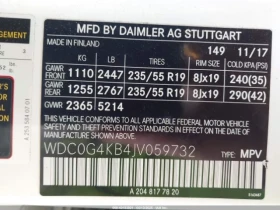 MFD BY DAIMLER AG STUTTGART
MADE IN FINLAND 149 11/17
KG LB TIRES RIM SIZE COLD KPA(PSI)
GAWR FRONT 1110 2447 235/55 R19 8Jx19 240(35)
GAWR REAR 1255 2767 235/55 R19 8Jx19 290(42)
GVWR 2365 5214
THIS VEHICLE CONFORMS TO ALL APPLICABLE FEDERAL MOTOR VEHICLE
SAFETY STANDARDS IN EFFECT ON THE DATE OF MANUFACTURE SHOWN ABOVE.
WDC0G4KB4JV059732 TYPE: MPV
A 204 817 78 20